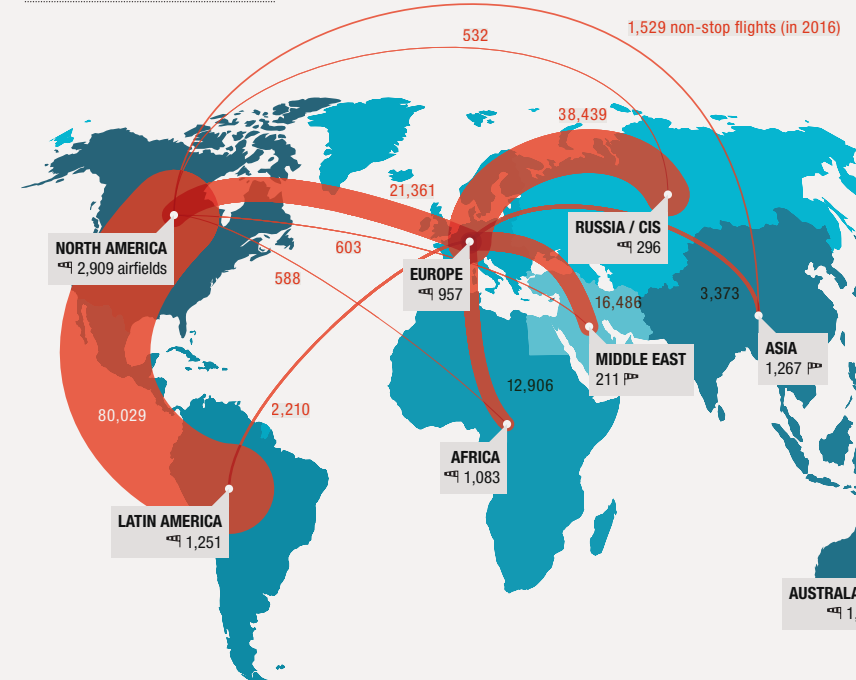 1,529 non-stop flights (in 2016)
532
38,439
21,361
NORTH AMERICA
2,909 airfields
603
588
EUROPE
957
RUSSIA / CIS
296
16,486
3,373
MIDDLE EAST
211
ASIA
1,267
12,906
80,029
2,210
AFRICA
1,083
LATIN AMERICA
1,251
AUSTRALA
1,